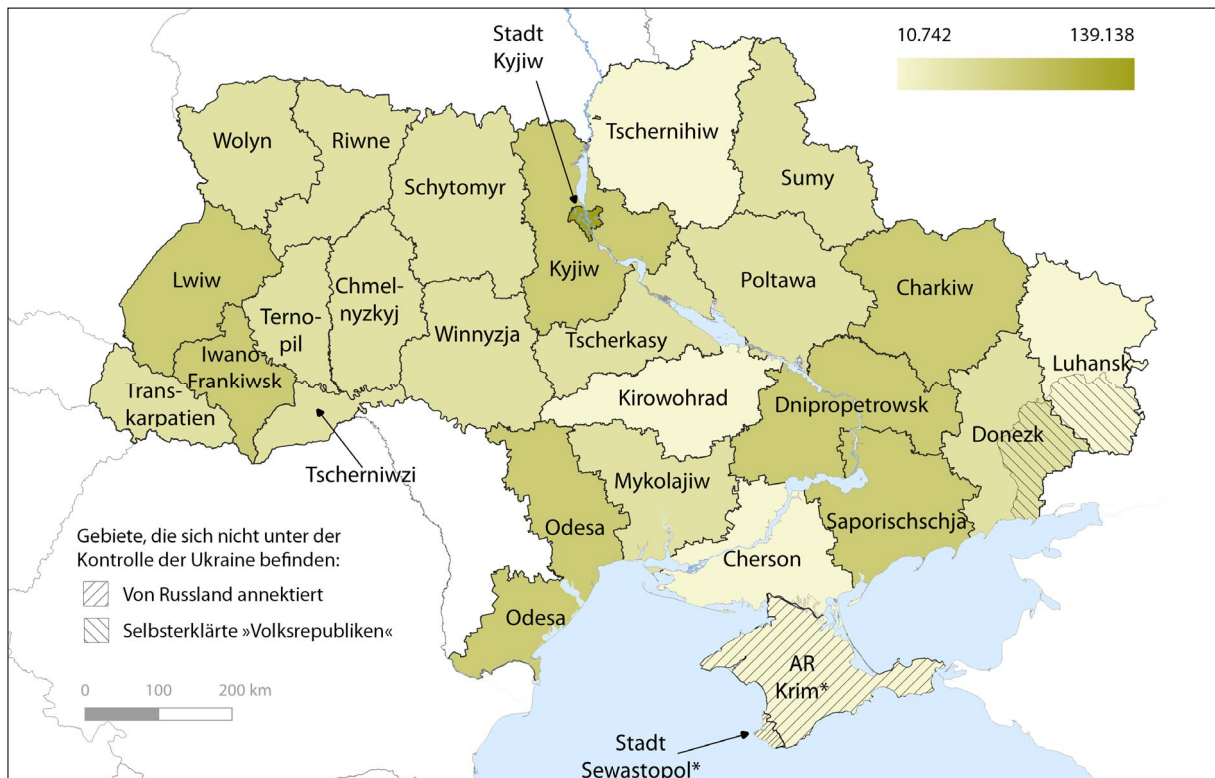 Stadt
Kyjiw
10.742
139.138
Tschernihiw
Wolyn
Riwne
Sumy
Schytomyr
Lwiw
Kyjiw
Poltawa
Charkiw
Chmel-
nyzkyj
Terno-
pil
Winnyzja
Tscherkasy
Iwano-
Frankiwsk
Luhansk
Trans-
karpatien
Kirowohrad
Dnipropetrowsk
Donezk
Tscherniwzi
Mykolajiw
Odesa
Saporischschja
Cherson
Gebiete, die sich nicht unter der
Kontrolle der Ukraine befinden:
Von Russland annektiert
Selbsterklärte »Volksrepubliken«
Odesa
AR
Krim*
0 100 200 km
Stadt
Sewastopol*